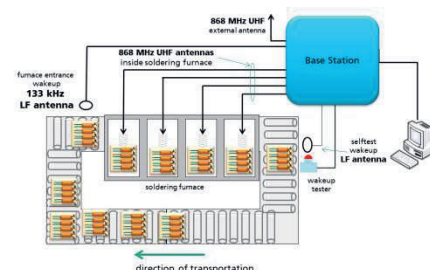 868 MHz UHF
external antenna
868 MHz UHF antennas
inside soldering furnace
Base Station
furnace entrance
wakeup
133 kHz
LF antenna
selftest
wakeup
LF antenna
wakeup
tester
soldering furnace
direction of transportation